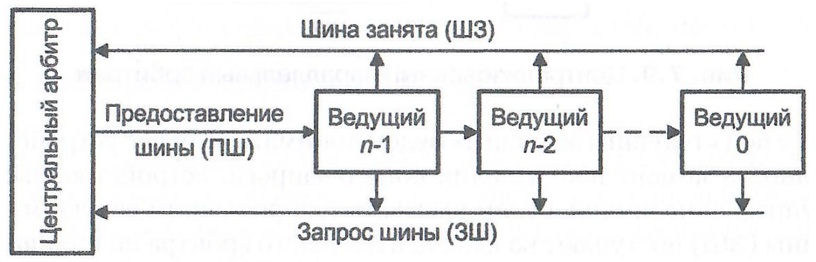 Центральный арбитр
Шина занята (ШЗ)
Предоставление
шины (ПШ)
Ведущий
n-1
Ведущий
n-2
Ведущий
0
Запрос шины (ЗШ)